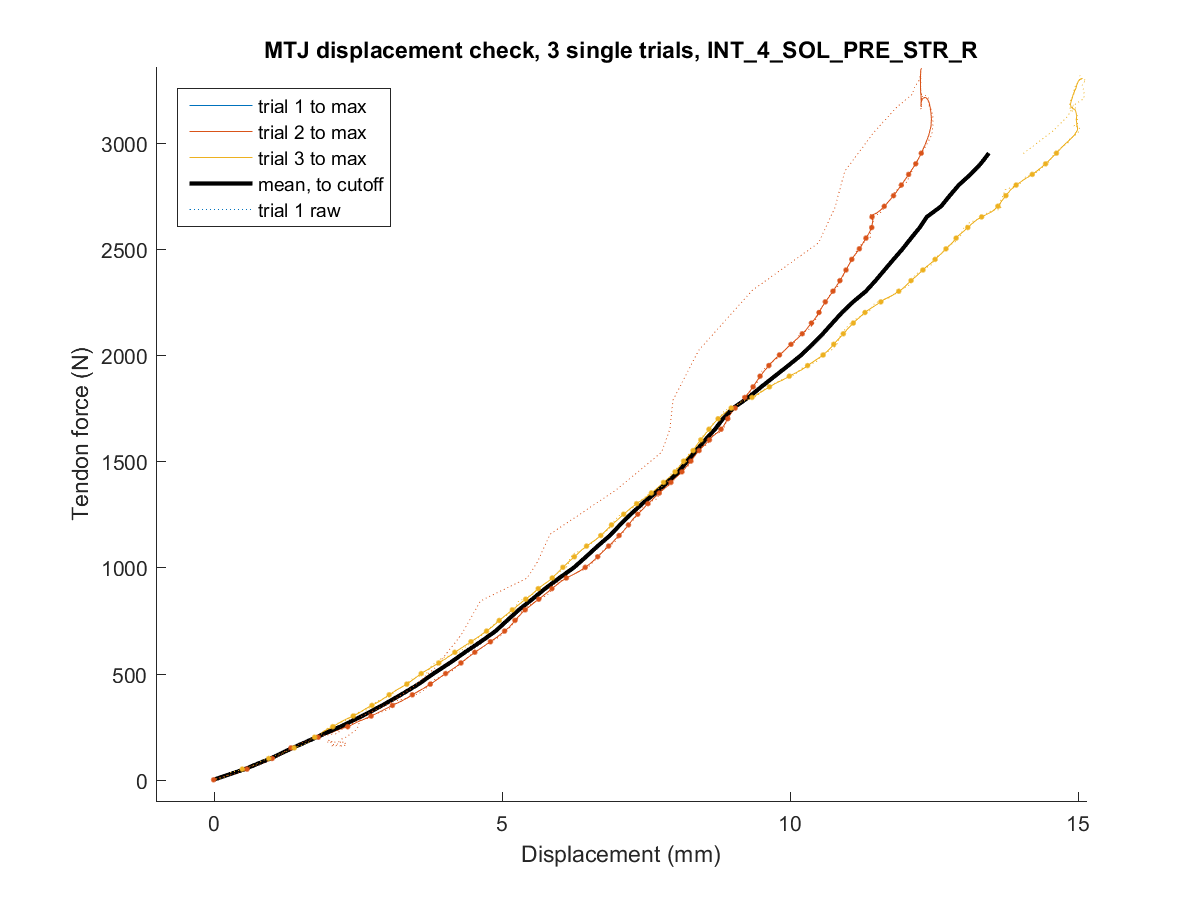 MTJ displacement check, 3 single trials, INT_4_SOL_PRE_STR_R
trial 1 to max
trial 2 to max
trial 3 to max
mean, to cutoff
trial 1 raw
Tendon force (N)
3000
2500
2000
1500
1000
500
0
0 5 10 15
Displacement (mm)